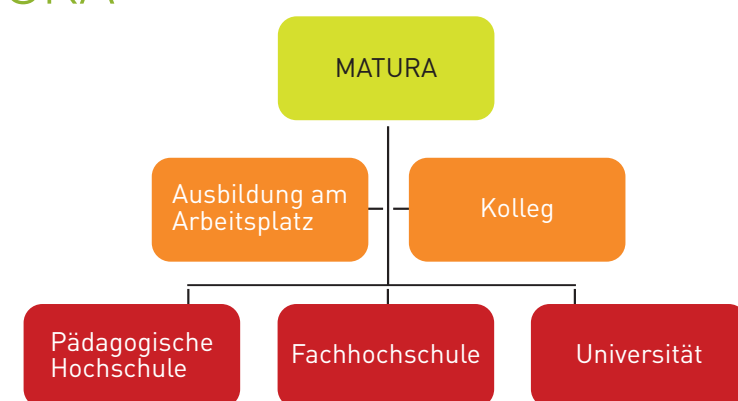 MATURA
Ausbildung am
Arbeitsplatz
Kolleg
Pädagogische
Hochschule
Fachhochschule
Universität